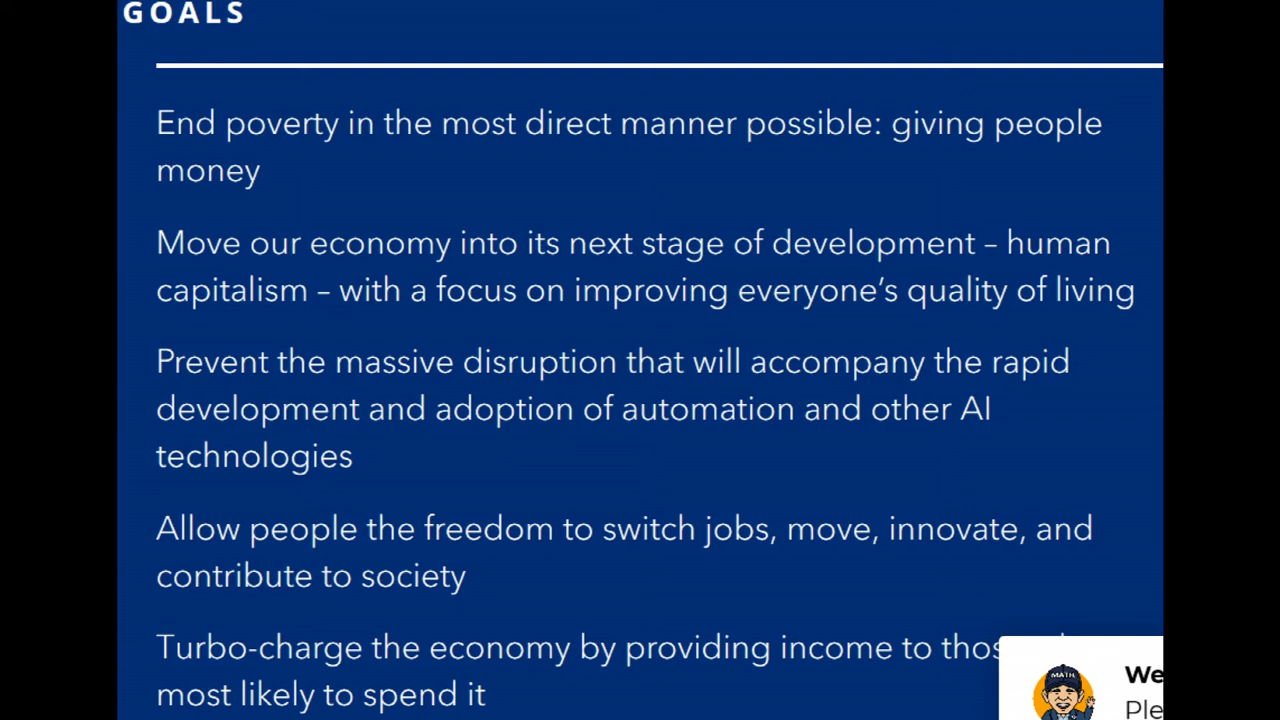 GOALS
End poverty in the most direct manner possible: giving people
money
Move our economy into its next stage of development – human
capitalism – with a focus on improving everyone’s quality of living
Prevent the massive disruption that will accompany the rapid
development and adoption of automation and other AI
technologies
Allow people the freedom to switch jobs, move, innovate, and
contribute to society
Turbo-charge the economy by providing income to
most likely to spend it
MATH
We
Ple